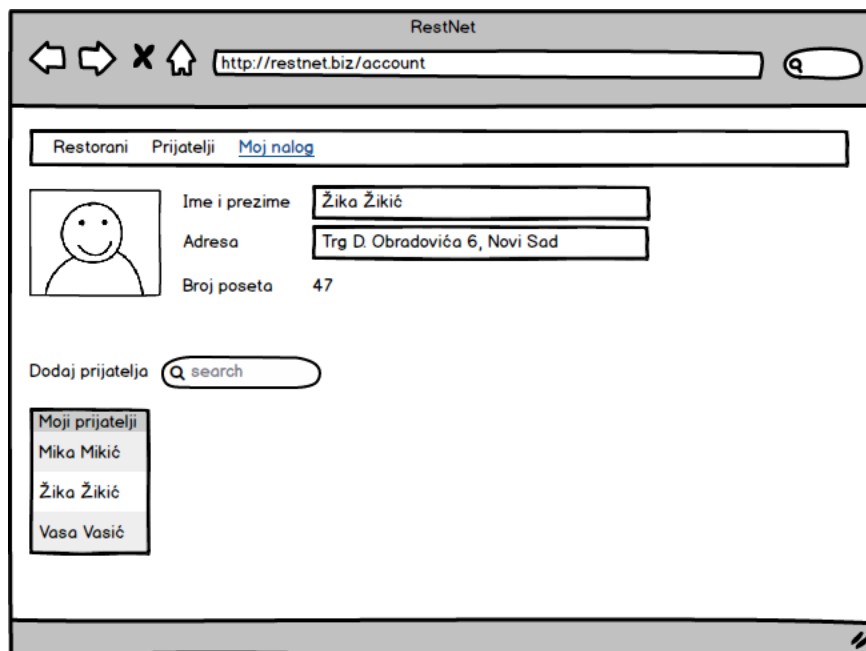 RestNet
http://restnet.biz/account
Restorani Prijatelji Moj nalog
Ime i prezime Žika Žikić
Adresa Trg D. Obradovića 6, Novi Sad
Broj poseta 47
Dodaj prijatelja search
Moji prijatelji
Mika Mikić
Žika Žikić
Vasa Vasić